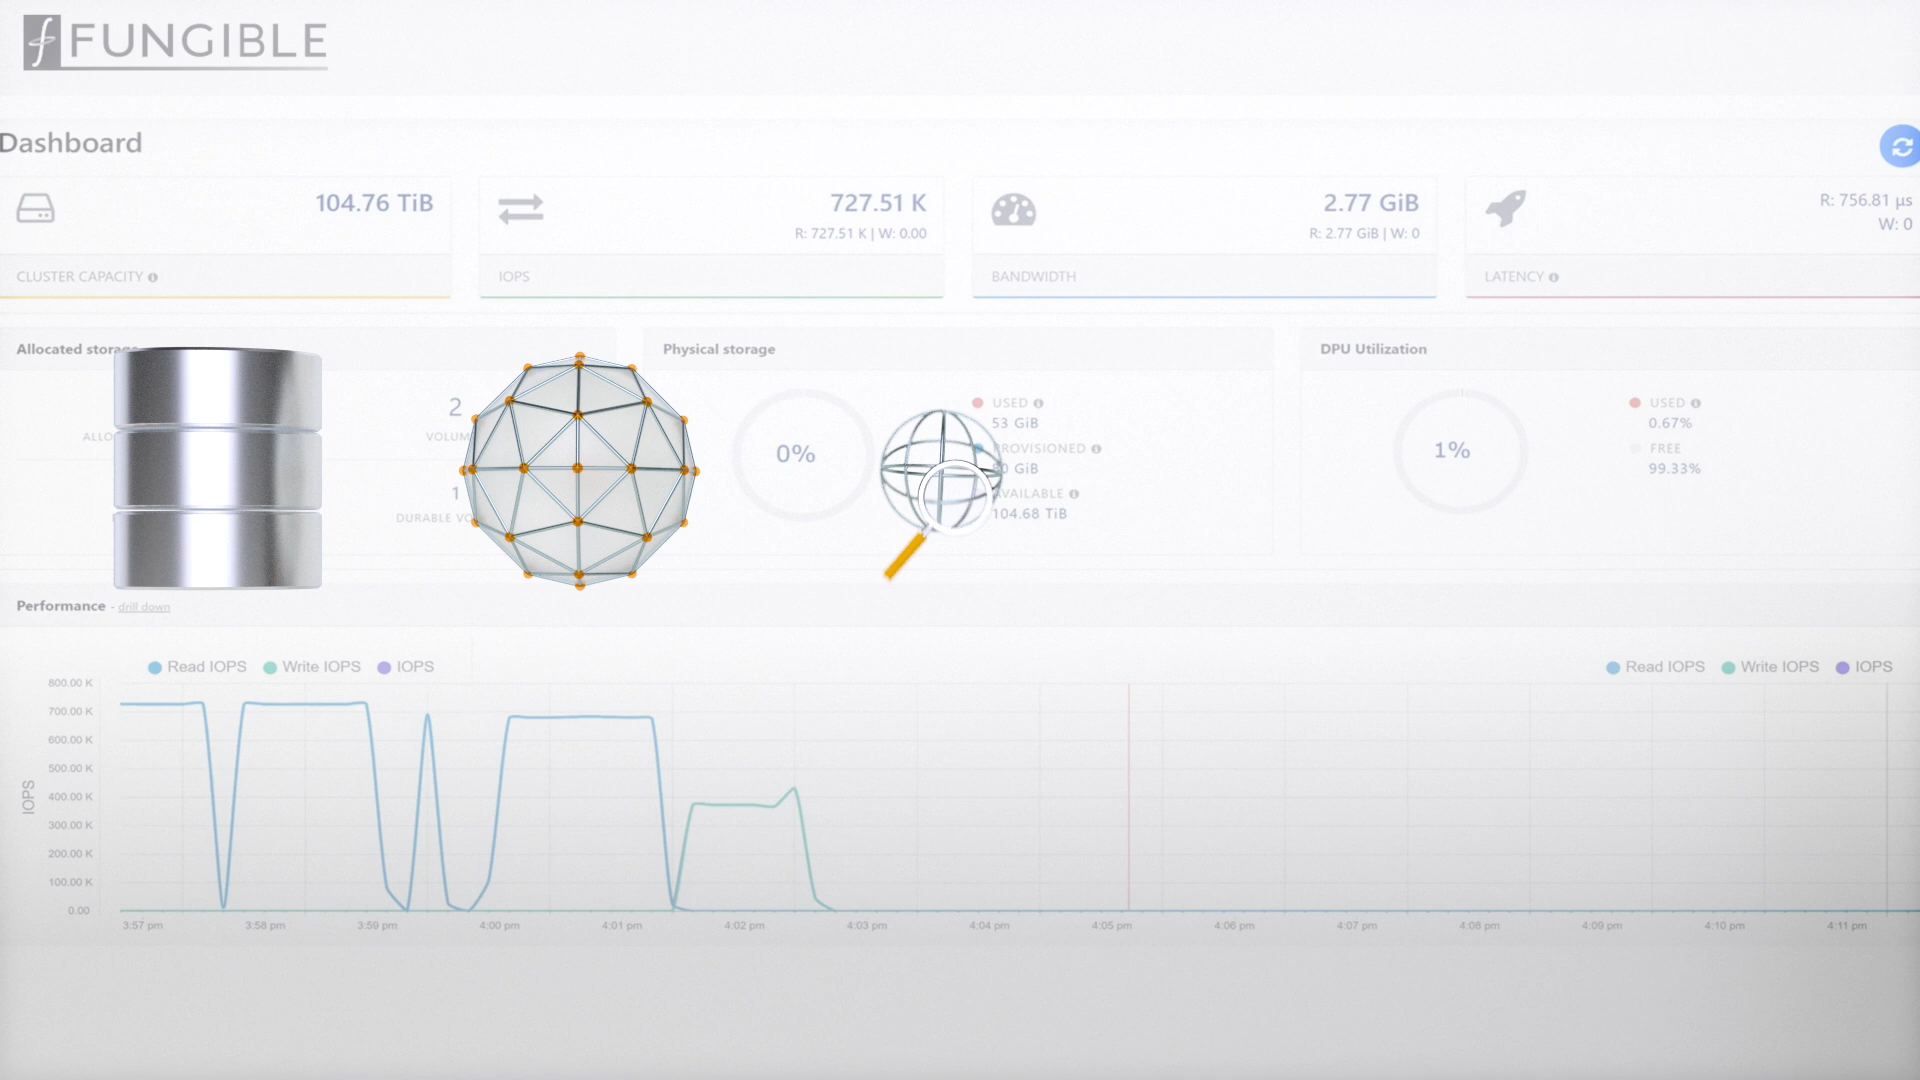 FUNGIBLE
Dashboard
104.76 TiB
CLUSTER CAPACITY
727.51 K
R: 727.51 K | W: 0.00
IOPS
2.77 GiB
R: 2.77 GiB | W: 0
BANDWIDTH
R: 756.81 µs
W: 0
LATENCY
Allocated
2
1
Physical storage
0%
USED
53 GiB
PROVISIONED
GiB
AVAILABLE
104.68 TiB
DPU Utilization
1%
USED
0.67%
FREE
99.33%
Performance - drill down
Read IOPS Write IOPS IOPS
Read IOPS Write IOPS IOPS
IOPS
800.00 K
700.00 K
600.00 K
500.00 K
400.00 K
300.00 K
200.00 K
100.00 K
0.00
3:57 pm 3:58 pm 3:59 pm 4:00 pm 4:01 pm 4:02 pm 4:03 pm 4:04 pm 4:05 pm 4:06 pm 4:07 pm 4:08 pm 4:09 pm 4:10 pm 4:11 pm